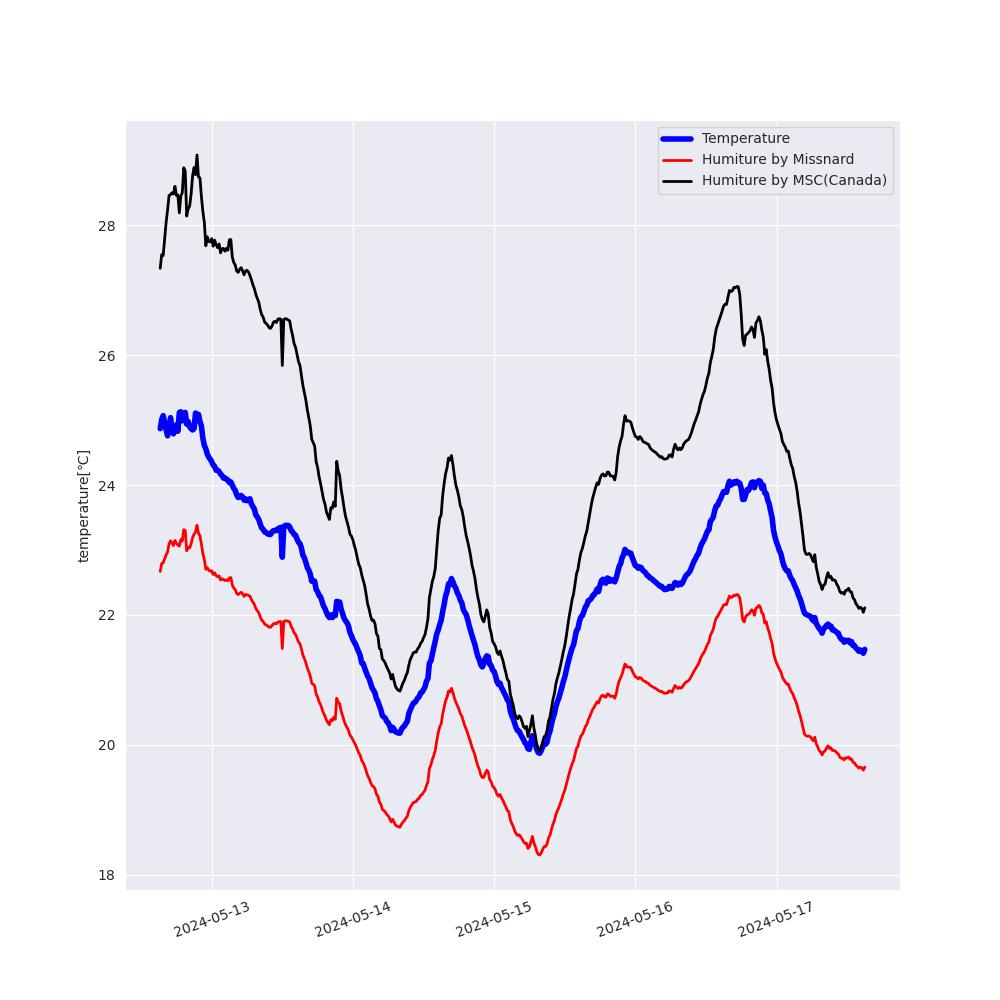 Temperature
Humiture by Missnard
Humiture by MSC(Canada)
28
26
24
22
20
18
temperature[℃]
2024-05-13
2024-05-14
2024-05-15
2024-05-16
2024-05-17